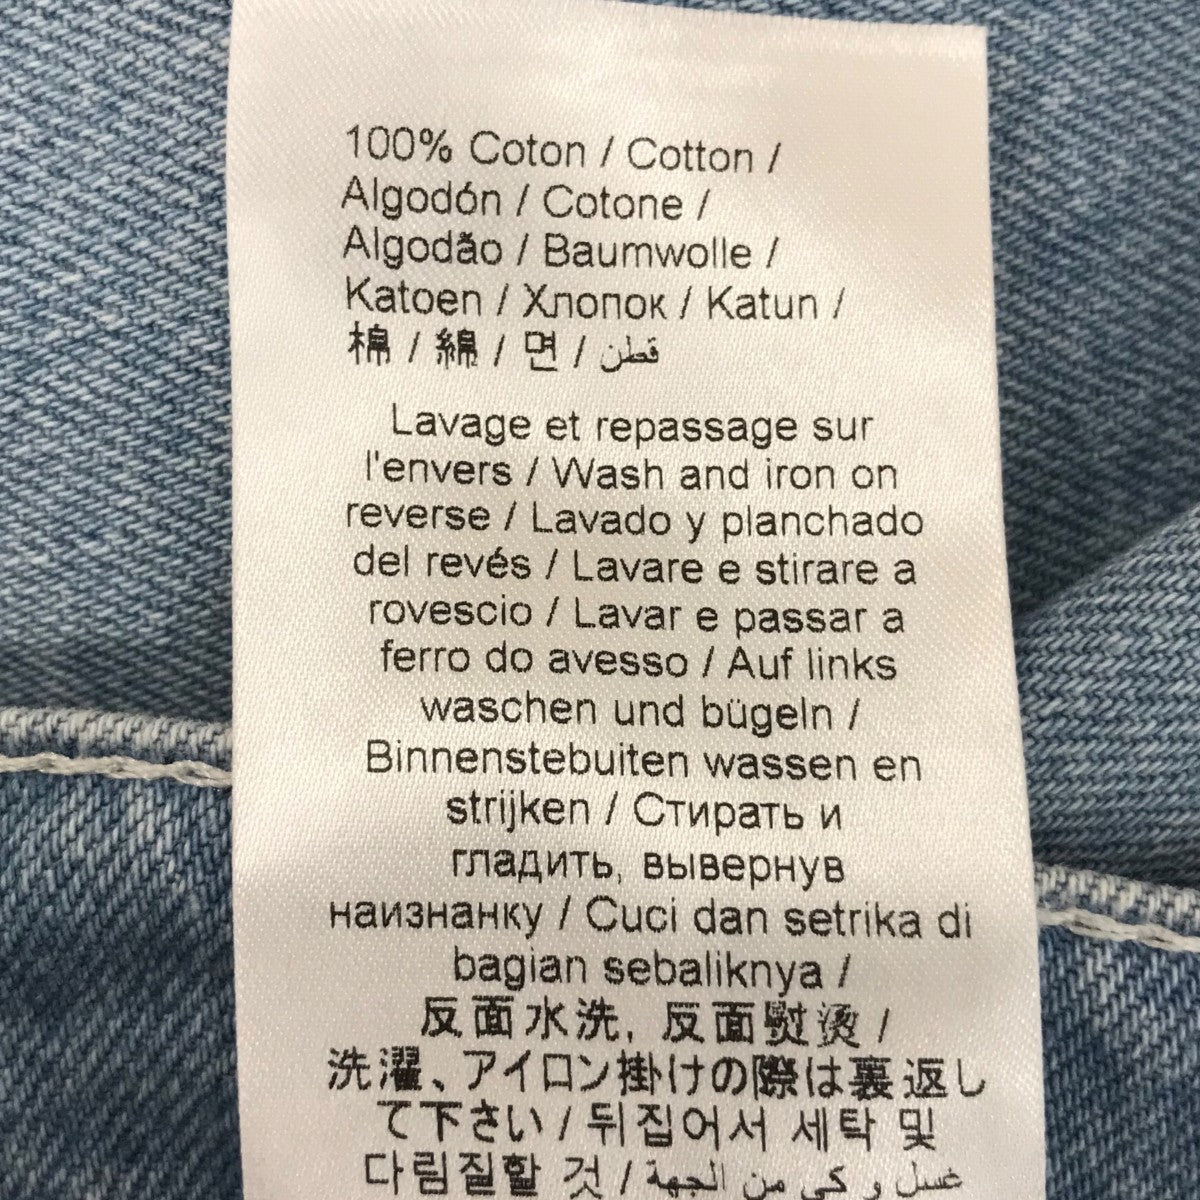 100% Coton / Cotton /
Algodón / Cotone /
Algodão / Baumwolle /
Katoen / Хлопок / Katun /
棉 / 綿 / 면 / قطن
Lavage et repassage sur
l'envers / Wash and iron on
reverse / Lavado y planchado
del revés / Lavare e stirare a
rovescio / Lavar e passar a
ferro do avesso / Auf links
waschen und bügeln /
Binnenstebuiten wassen en
strijken / Стирать и
гладить, вывернув
наизнанку / Cuci dan setrika di
bagian sebaliknya /
反面水洗, 反面熨烫 /
洗濯、アイロン掛けの際は裏返し
て下さい / 뒤집어서 세탁 및
다림질할 것 / غسل و كي من الجهة